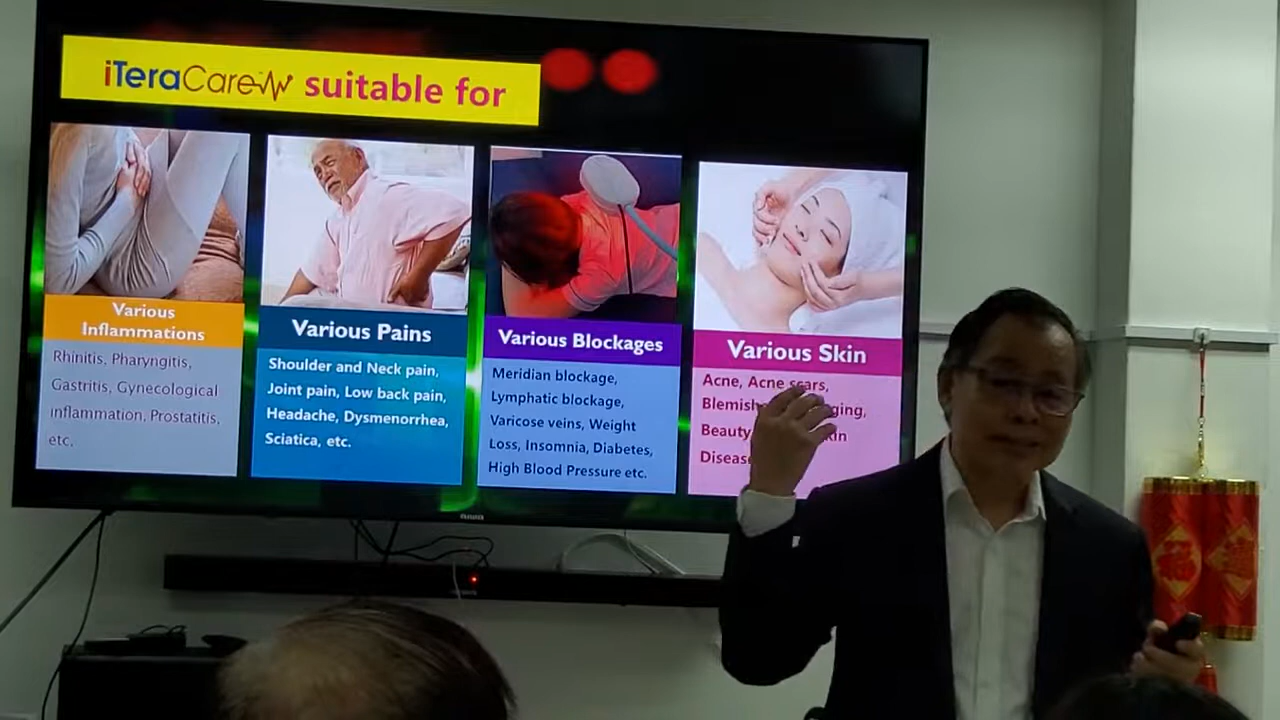 iTeraCare suitable for
Various
Inflammations
Rhinitis, Pharyngitis,
Gastritis, Gynecological
inflammation, Prostatitis,
etc.
Various Pains
Shoulder and Neck pain,
Joint pain, Low back pain,
Headache, Dysmenorrhea,
Sciatica, etc.
Various Blockages
Meridian blockage,
Lymphatic blockage,
Varicose veins, Weight
Loss, Insomnia, Diabetes,
High Blood Pressure etc.
Various Skin
Acne, Acne scars,
Beauty
aiwa
福